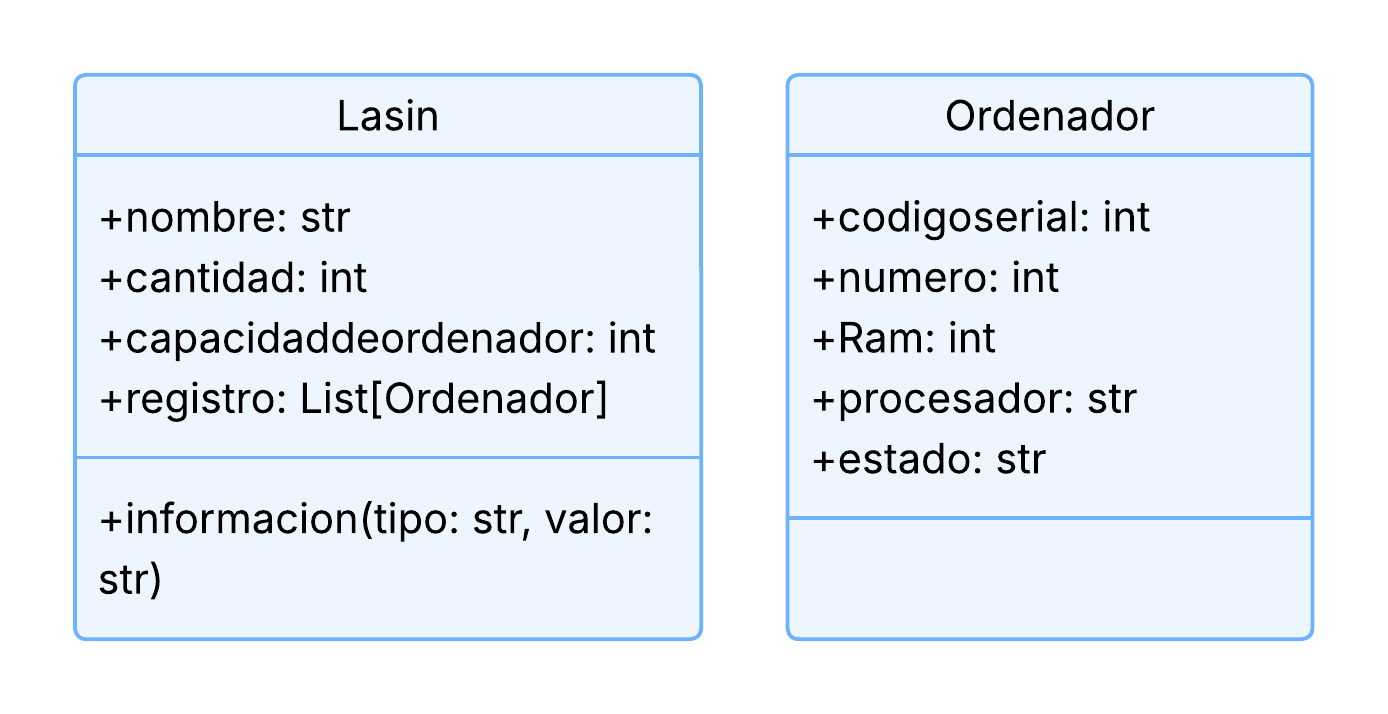 Lasin
+nombre: str
+cantidad: int
+capacidaddeordenador: int
+registro: List[Ordenador]
+informacion(tipo: str, valor:
str)
Ordenador
+codigoserial: int
+numero: int
+Ram: int
+procesador: str
+estado: str